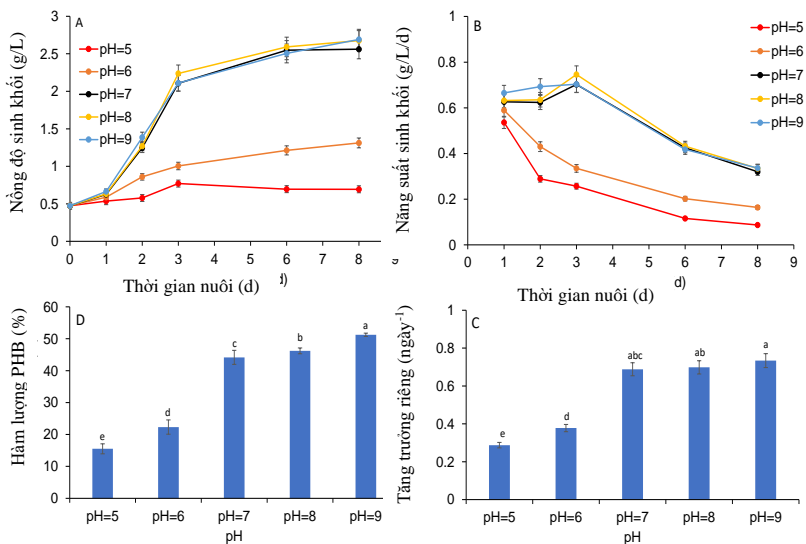 A
Nồng độ sinh khối (g/L)
3
2.5
2
1.5
1
0.5
0
pH=5
pH=6
pH=7
pH=8
pH=9
0 1 2 3 4 5 6 7 8
Thời gian nuôi (d)
d)
B
Năng suất sinh khối (g/L/d)
1
0.8
0.6
0.4
0.2
0
pH=5
pH=6
pH=7
pH=8
pH=9
0 1 2 3 4 5 6 7 8 9
Thời gian nuôi (d)
d)
D
Hàm lượng PHB (%)
60
50
40
30
20
10
0
e d c b a
pH=5 pH=6 pH=7 pH=8 pH=9
pH
C
Tăng trưởng riêng (ngày-1)
1
0.8
0.6
0.4
0.2
0
e d abc ab a
pH=5 pH=6 pH=7 pH=8 pH=9
pH